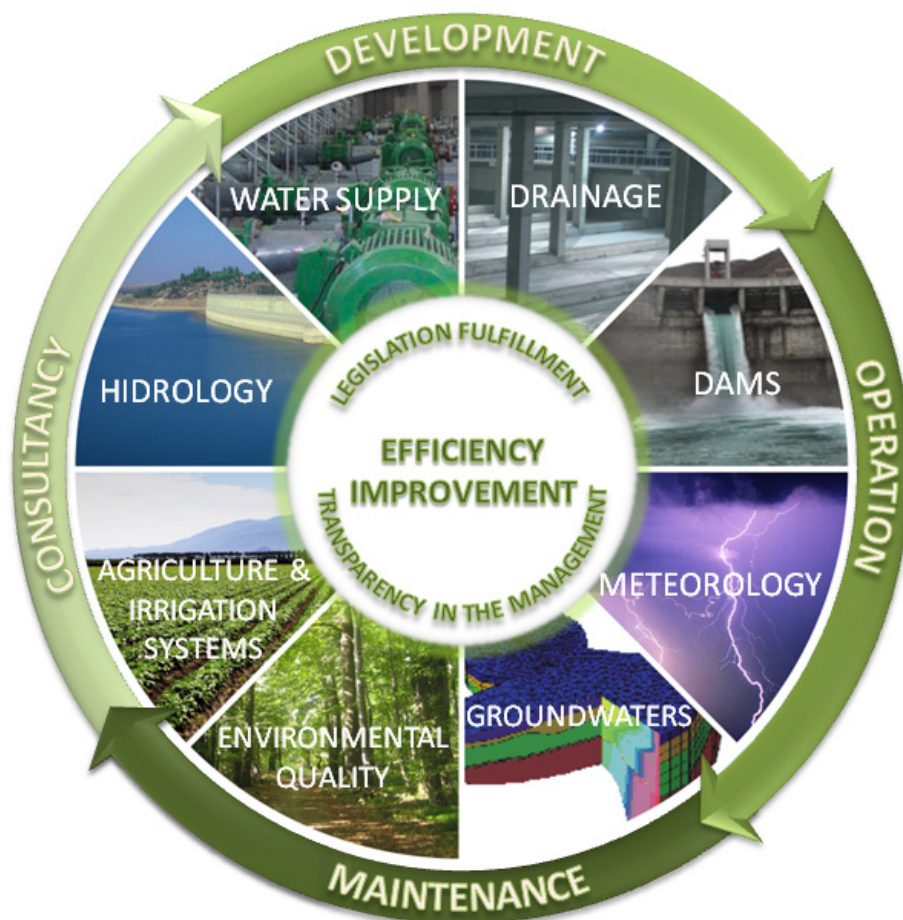 DEVELOPMENT
WATER SUPPLY
DRAINAGE
HIDROLOGY
DAMS
CONSULTANCY
OPERATION
LEGISLATION FULFILLMENT
EFFICIENCY
IMPROVEMENT
TRANSPARENCY IN THE MANAGEMENT
AGRICULTURE &
IRRIGATION
SYSTEMS
METEOROLOGY
ENVIRONMENTAL
QUALITY
GROUNDWATERS
MAINTENANCE